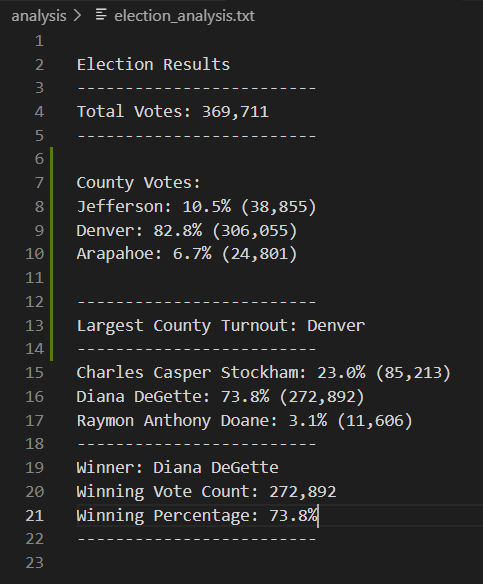 analysis > election_analysis.txt
1
2 Election Results
3 -------------------------
4 Total Votes: 369,711
5 -------------------------
6
7 County Votes:
8 Jefferson: 10.5% (38,855)
9 Denver: 82.8% (306,055)
10 Arapahoe: 6.7% (24,801)
11
12 -------------------------
13 Largest County Turnout: Denver
14 -------------------------
15 Charles Casper Stockham: 23.0% (85,213)
16 Diana DeGette: 73.8% (272,892)
17 Raymon Anthony Doane: 3.1% (11,606)
18 -------------------------
19 Winner: Diana DeGette
20 Winning Vote Count: 272,892
21 Winning Percentage: 73.8%
22 -------------------------
23